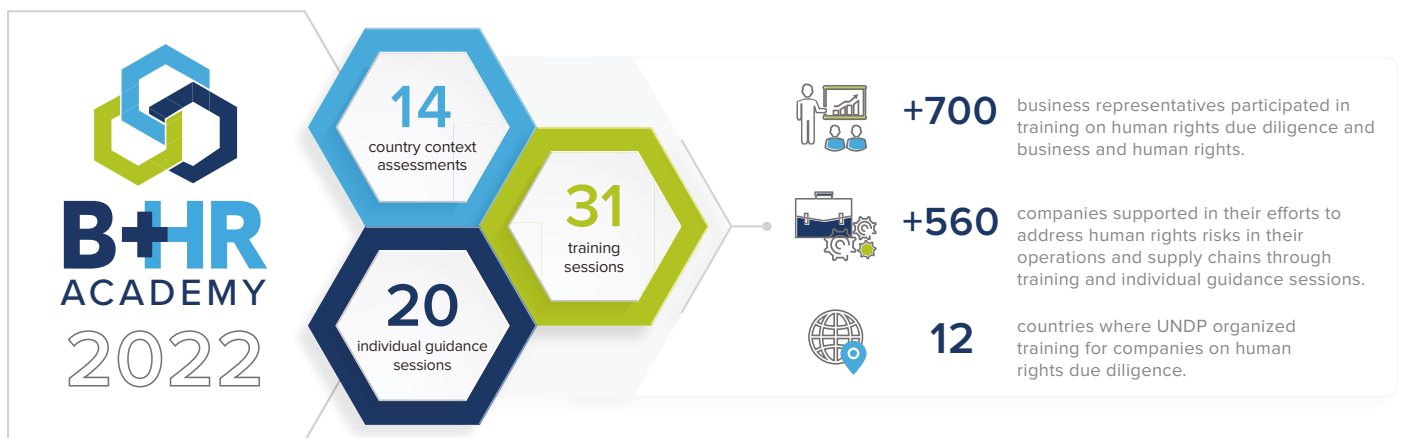 B+HR
ACADEMY
2022
14
country context
assessments
31
training
sessions
20
individual guidance
sessions
+700
business representatives participated in
training on human rights due diligence and
business and human rights.
+560
companies supported in their efforts to
address human rights risks in their
operations and supply chains through
training and individual guidance sessions.
12
countries where UNDP organized
training for companies on human
rights due diligence.